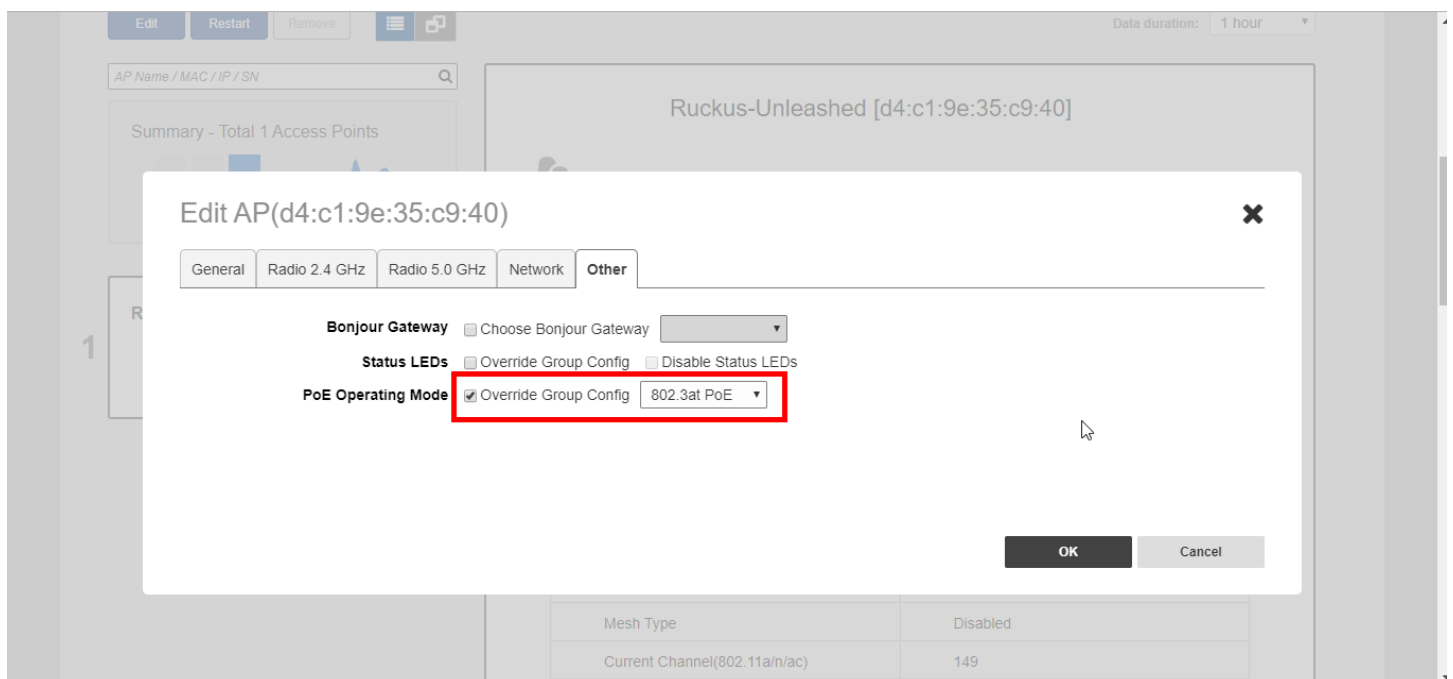 Edit Restart Remove Data duration: 1 hour
AP Name / MAC / IP / SN
Ruckus-Unleashed [d4:c1:9e:35:c9:40]
Summary - Total 1 Access Points
Edit AP(d4:c1:9e:35:c9:40)
General Radio 2.4 GHz Radio 5.0 GHz Network Other
R
1
Bonjour Gateway Choose Bonjour Gateway
Status LEDs Override Group Config Disable Status LEDs
PoE Operating Mode Override Group Config 802.3at PoE
OK Cancel
Mesh Type Disabled
Current Channel(802.11a/n/ac) 149